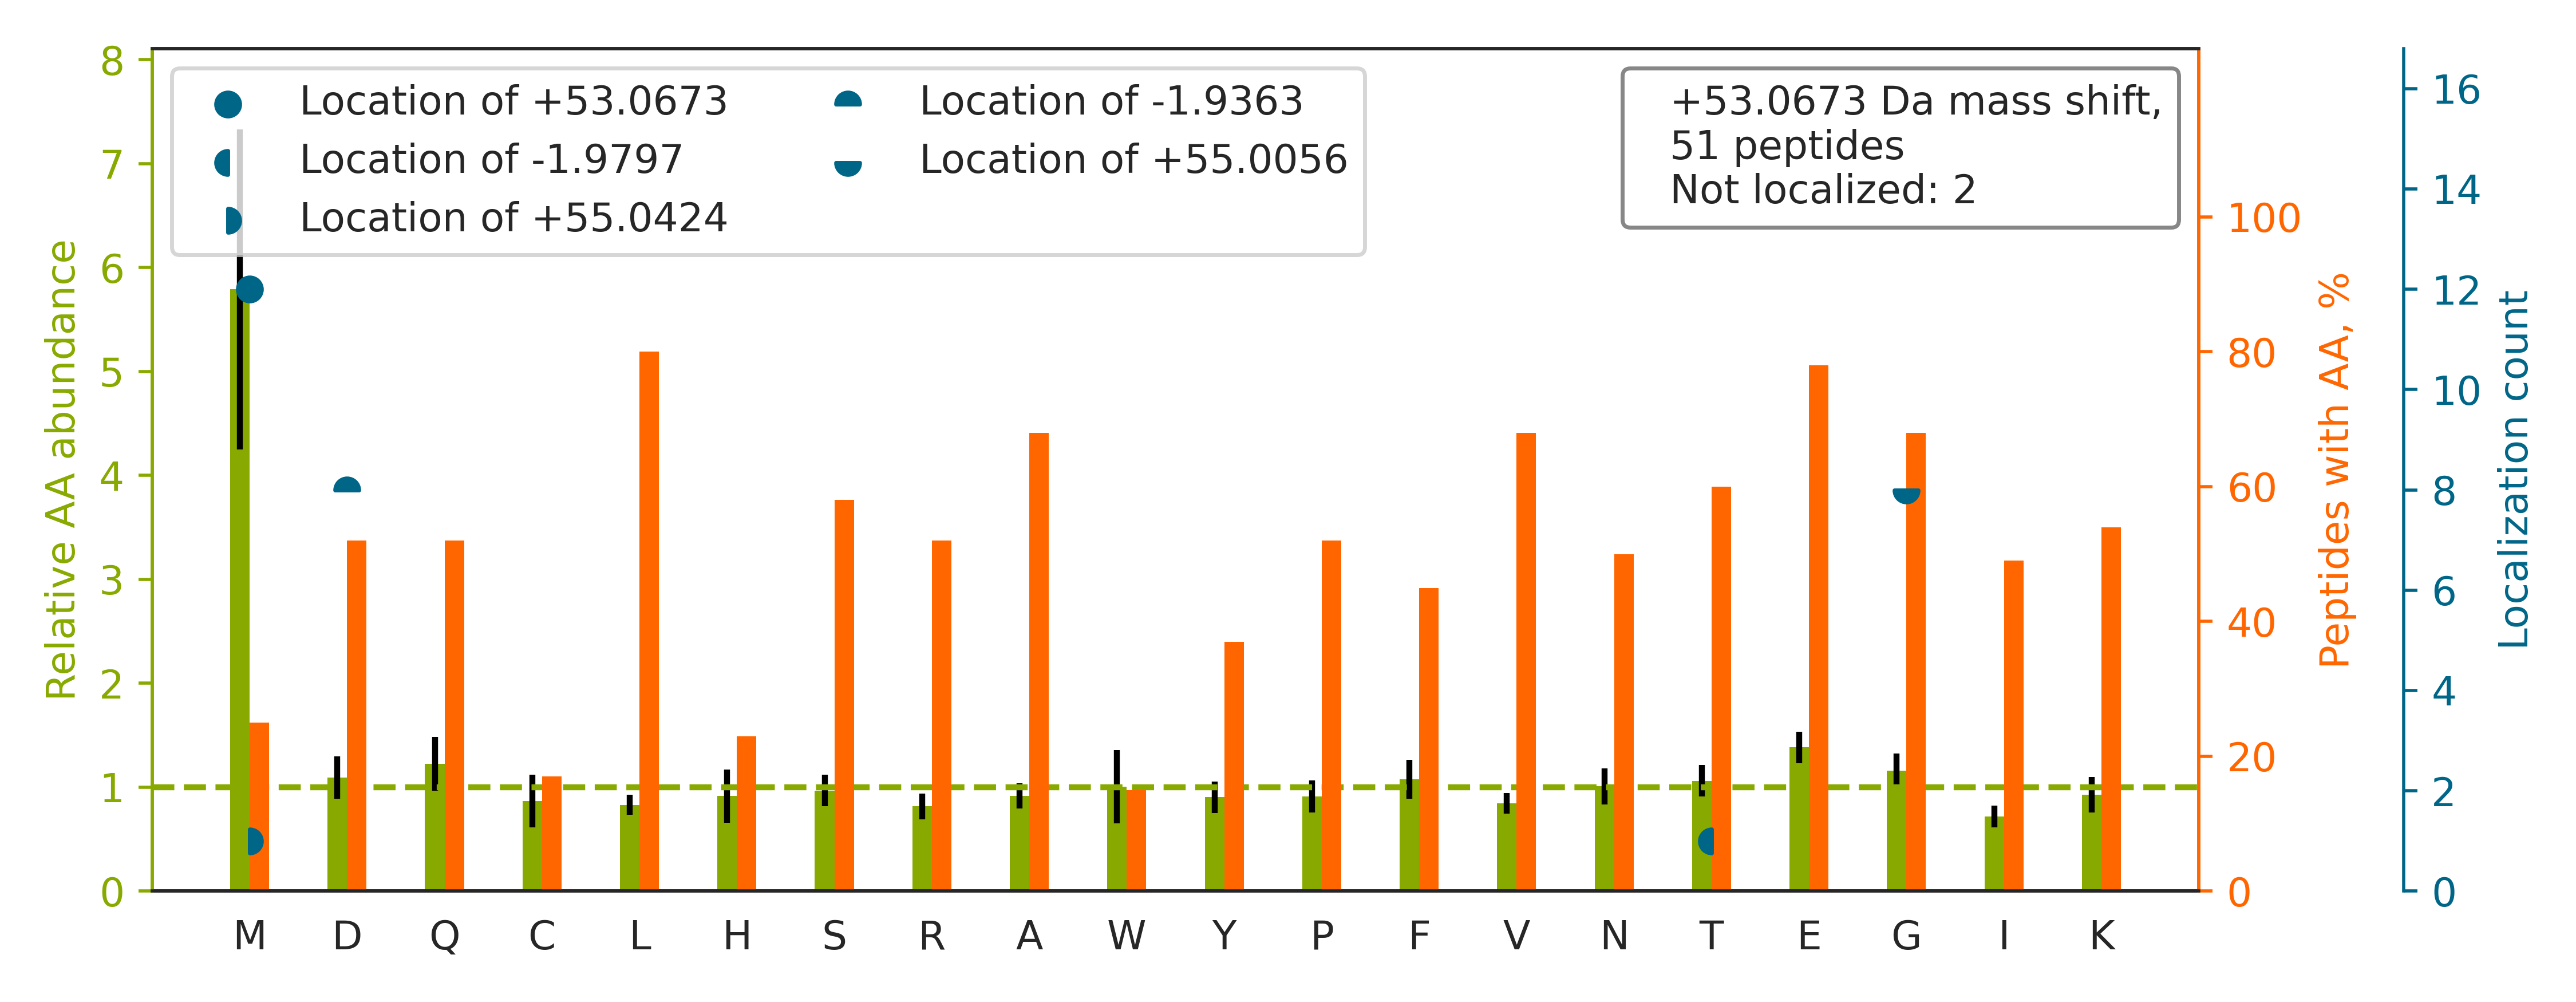 Location of +53.0673
Location of -1.9797
Location of +55.0424
Location of -1.9363
Location of +55.0056
+53.0673 Da mass shift,
51 peptides
Not localized: 2
Relative AA abundance
8
7
6
5
4
3
2
1
0
M D Q C L H S R A W Y P F V N T E G I K
100
80
60
40
20
0
Peptides with AA, %
16
14
12
10
8
6
4
2
0
Localization count